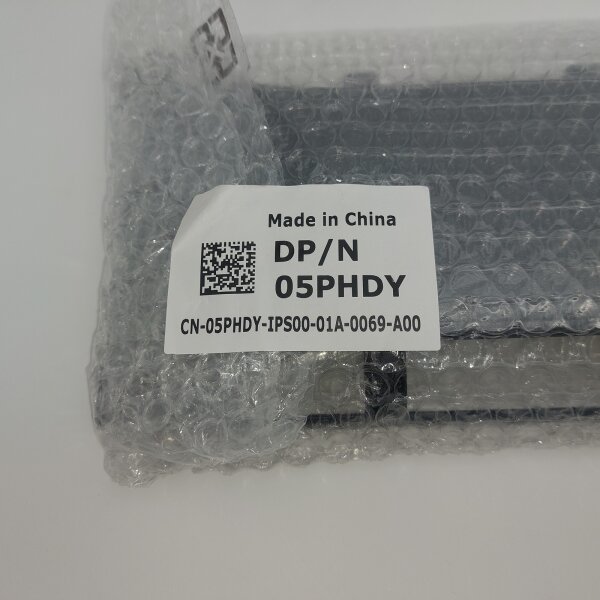 Made in China
DP/N
05PHDY
CN-05PHDY-IPS00-01A-0069-A00